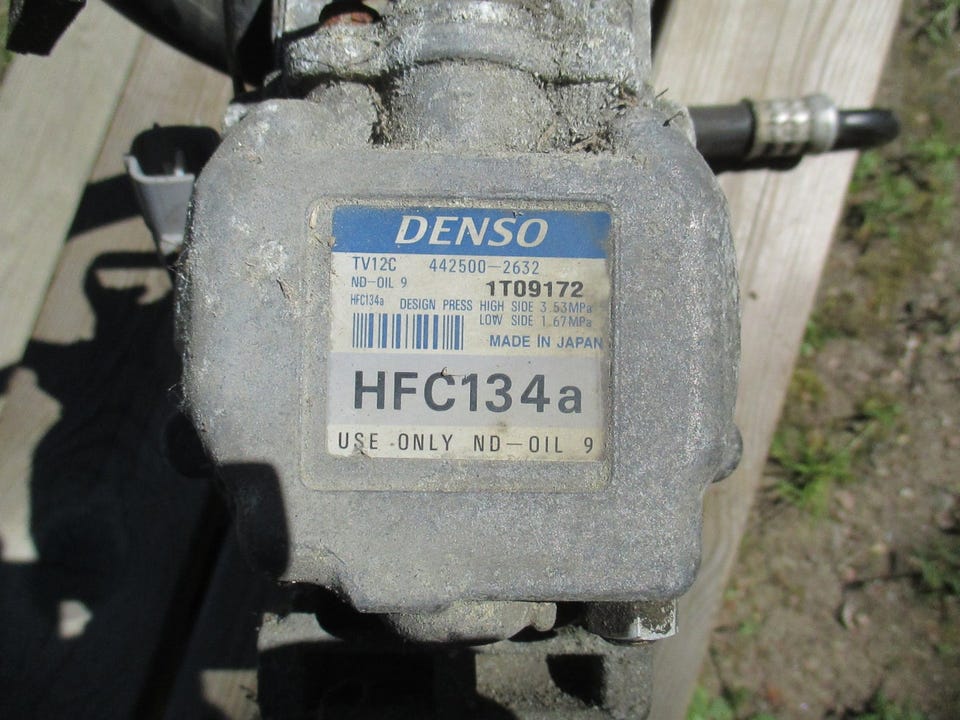 DENSO
TV12C 442500-2632
ND-OIL 9 1T09172
HFC134a DESIGN PRESS HIGH SIDE 3.53MPa
LOW SIDE 1.67MPa
MADE IN JAPAN
HFC134a
USE ONLY ND-OIL 9